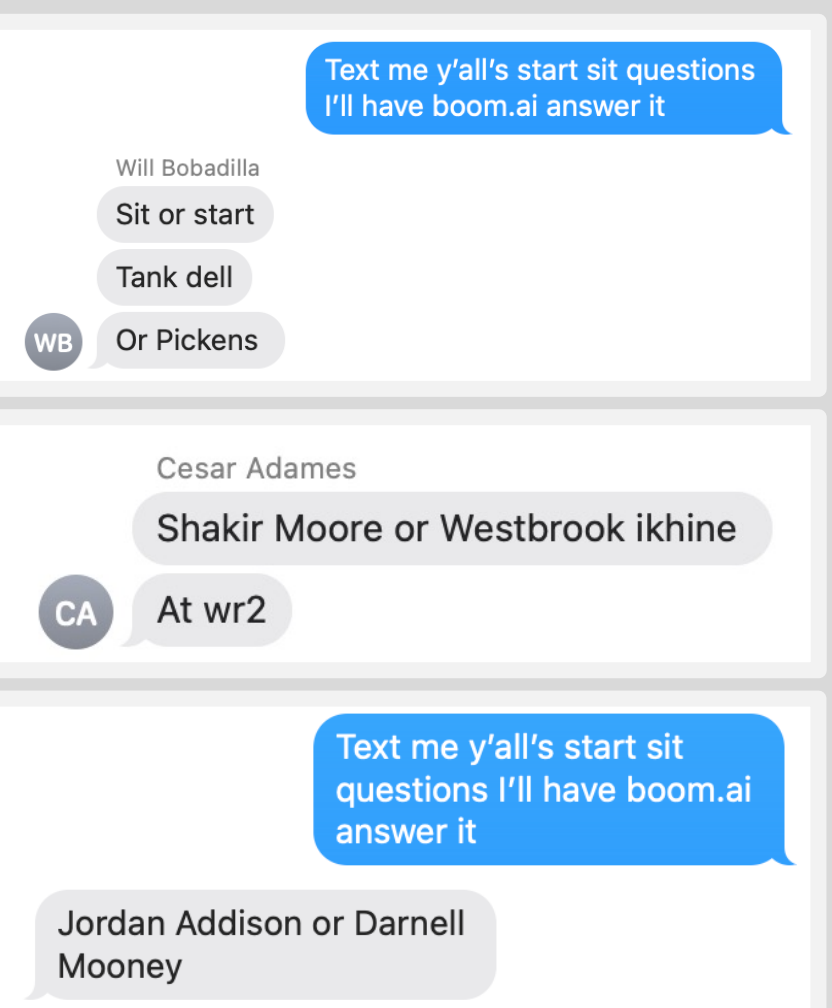 Text me y’all’s start sit questions
I’ll have boom.ai answer it
Will Bobadilla
Sit or start
Tank dell
WB
Or Pickens
Cesar Adames
Shakir Moore or Westbrook ikhine
CA
At wr2
Text me y’all’s start sit
questions I’ll have boom.ai
answer it
Jordan Addison or Darnell
Mooney